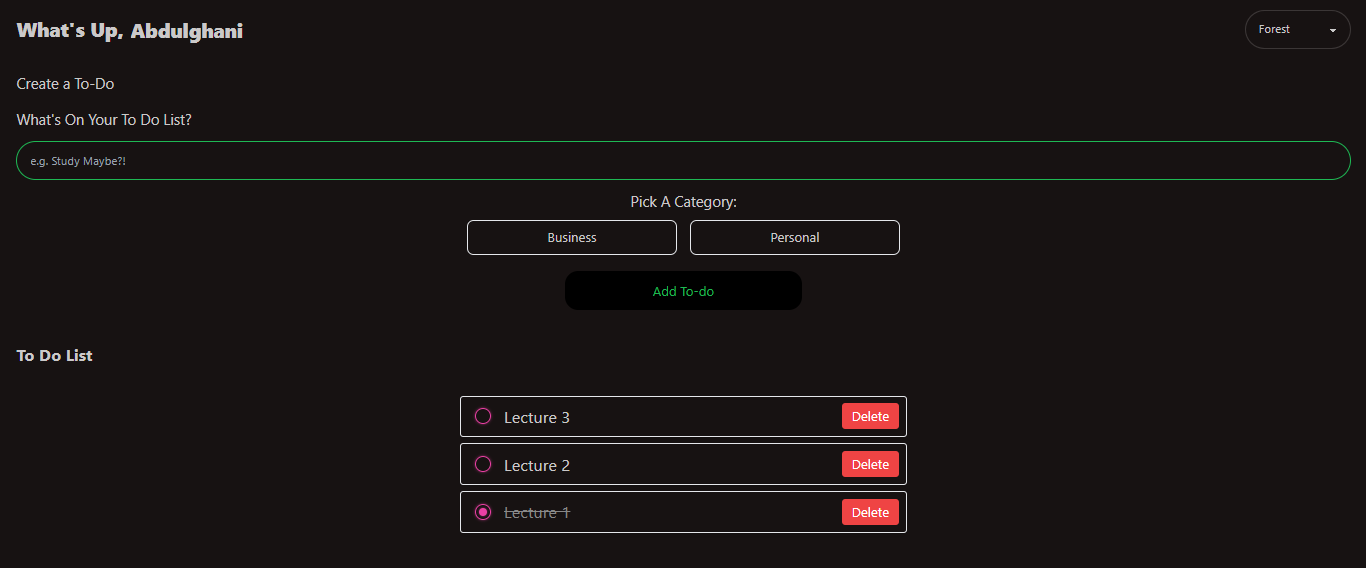 What's Up, Abdulghani
Forest
Create a To-Do
What's On Your To Do List?
e.g. Study Maybe?!
Pick A Category:
Business
Personal
Add To-do
To Do List
Lecture 3
Delete
Lecture 2
Delete
Lecture 1
Delete